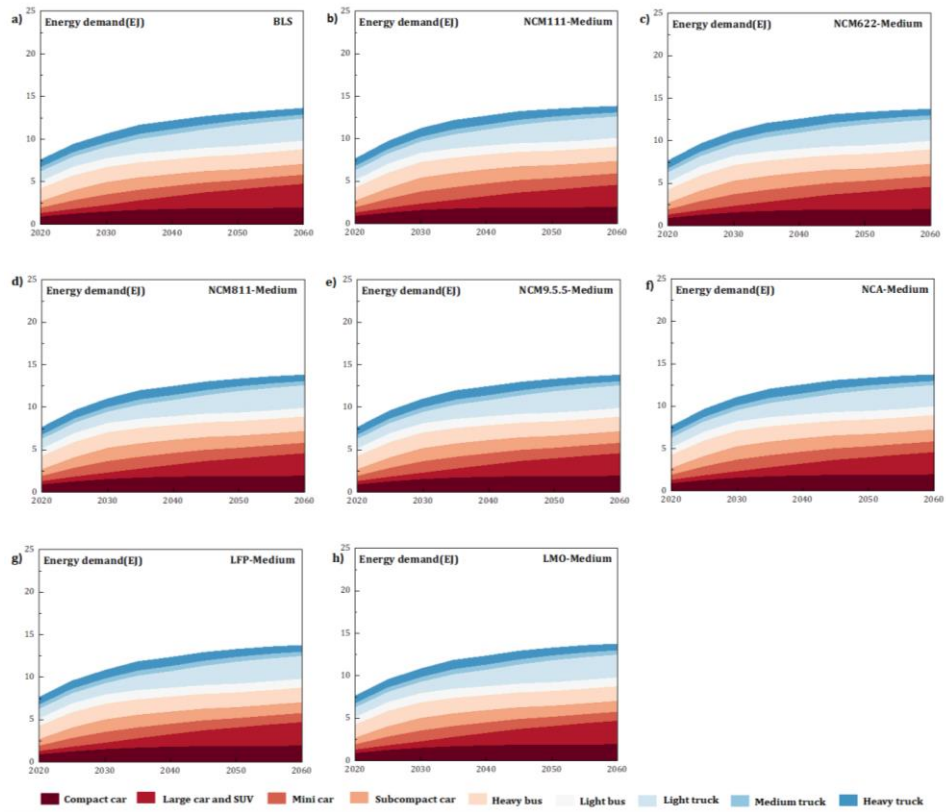 a) Energy demand(EJ) BLS
25
20
15
10
5
0
2020 2030 2040 2050 2060
b) Energy demand(EJ) NCM111-Medium
25
20
15
10
5
0
2020 2030 2040 2050 2060
c) Energy demand(EJ) NCM622-Medium
25
20
15
10
5
0
2020 2030 2040 2050 2060
d) Energy demand(EJ) NCM811-Medium
25
20
15
10
5
0
2020 2030 2040 2050 2060
e) Energy demand(EJ) NCM9.5.5-Medium
25
20
15
10
5
0
2020 2030 2040 2050 2060
f) Energy demand(EJ) NCA-Medium
25
20
15
10
5
0
2020 2030 2040 2050 2060
g) Energy demand(EJ) LFP-Medium
25
20
15
10
5
0
2020 2030 2040 2050 2060
h) Energy demand(EJ) LMO-Medium
25
20
15
10
5
0
2020 2030 2040 2050 2060
Compact car Large car and SUV Mini car Subcompact car Heavy bus Light bus Light truck Medium truck Heavy truck